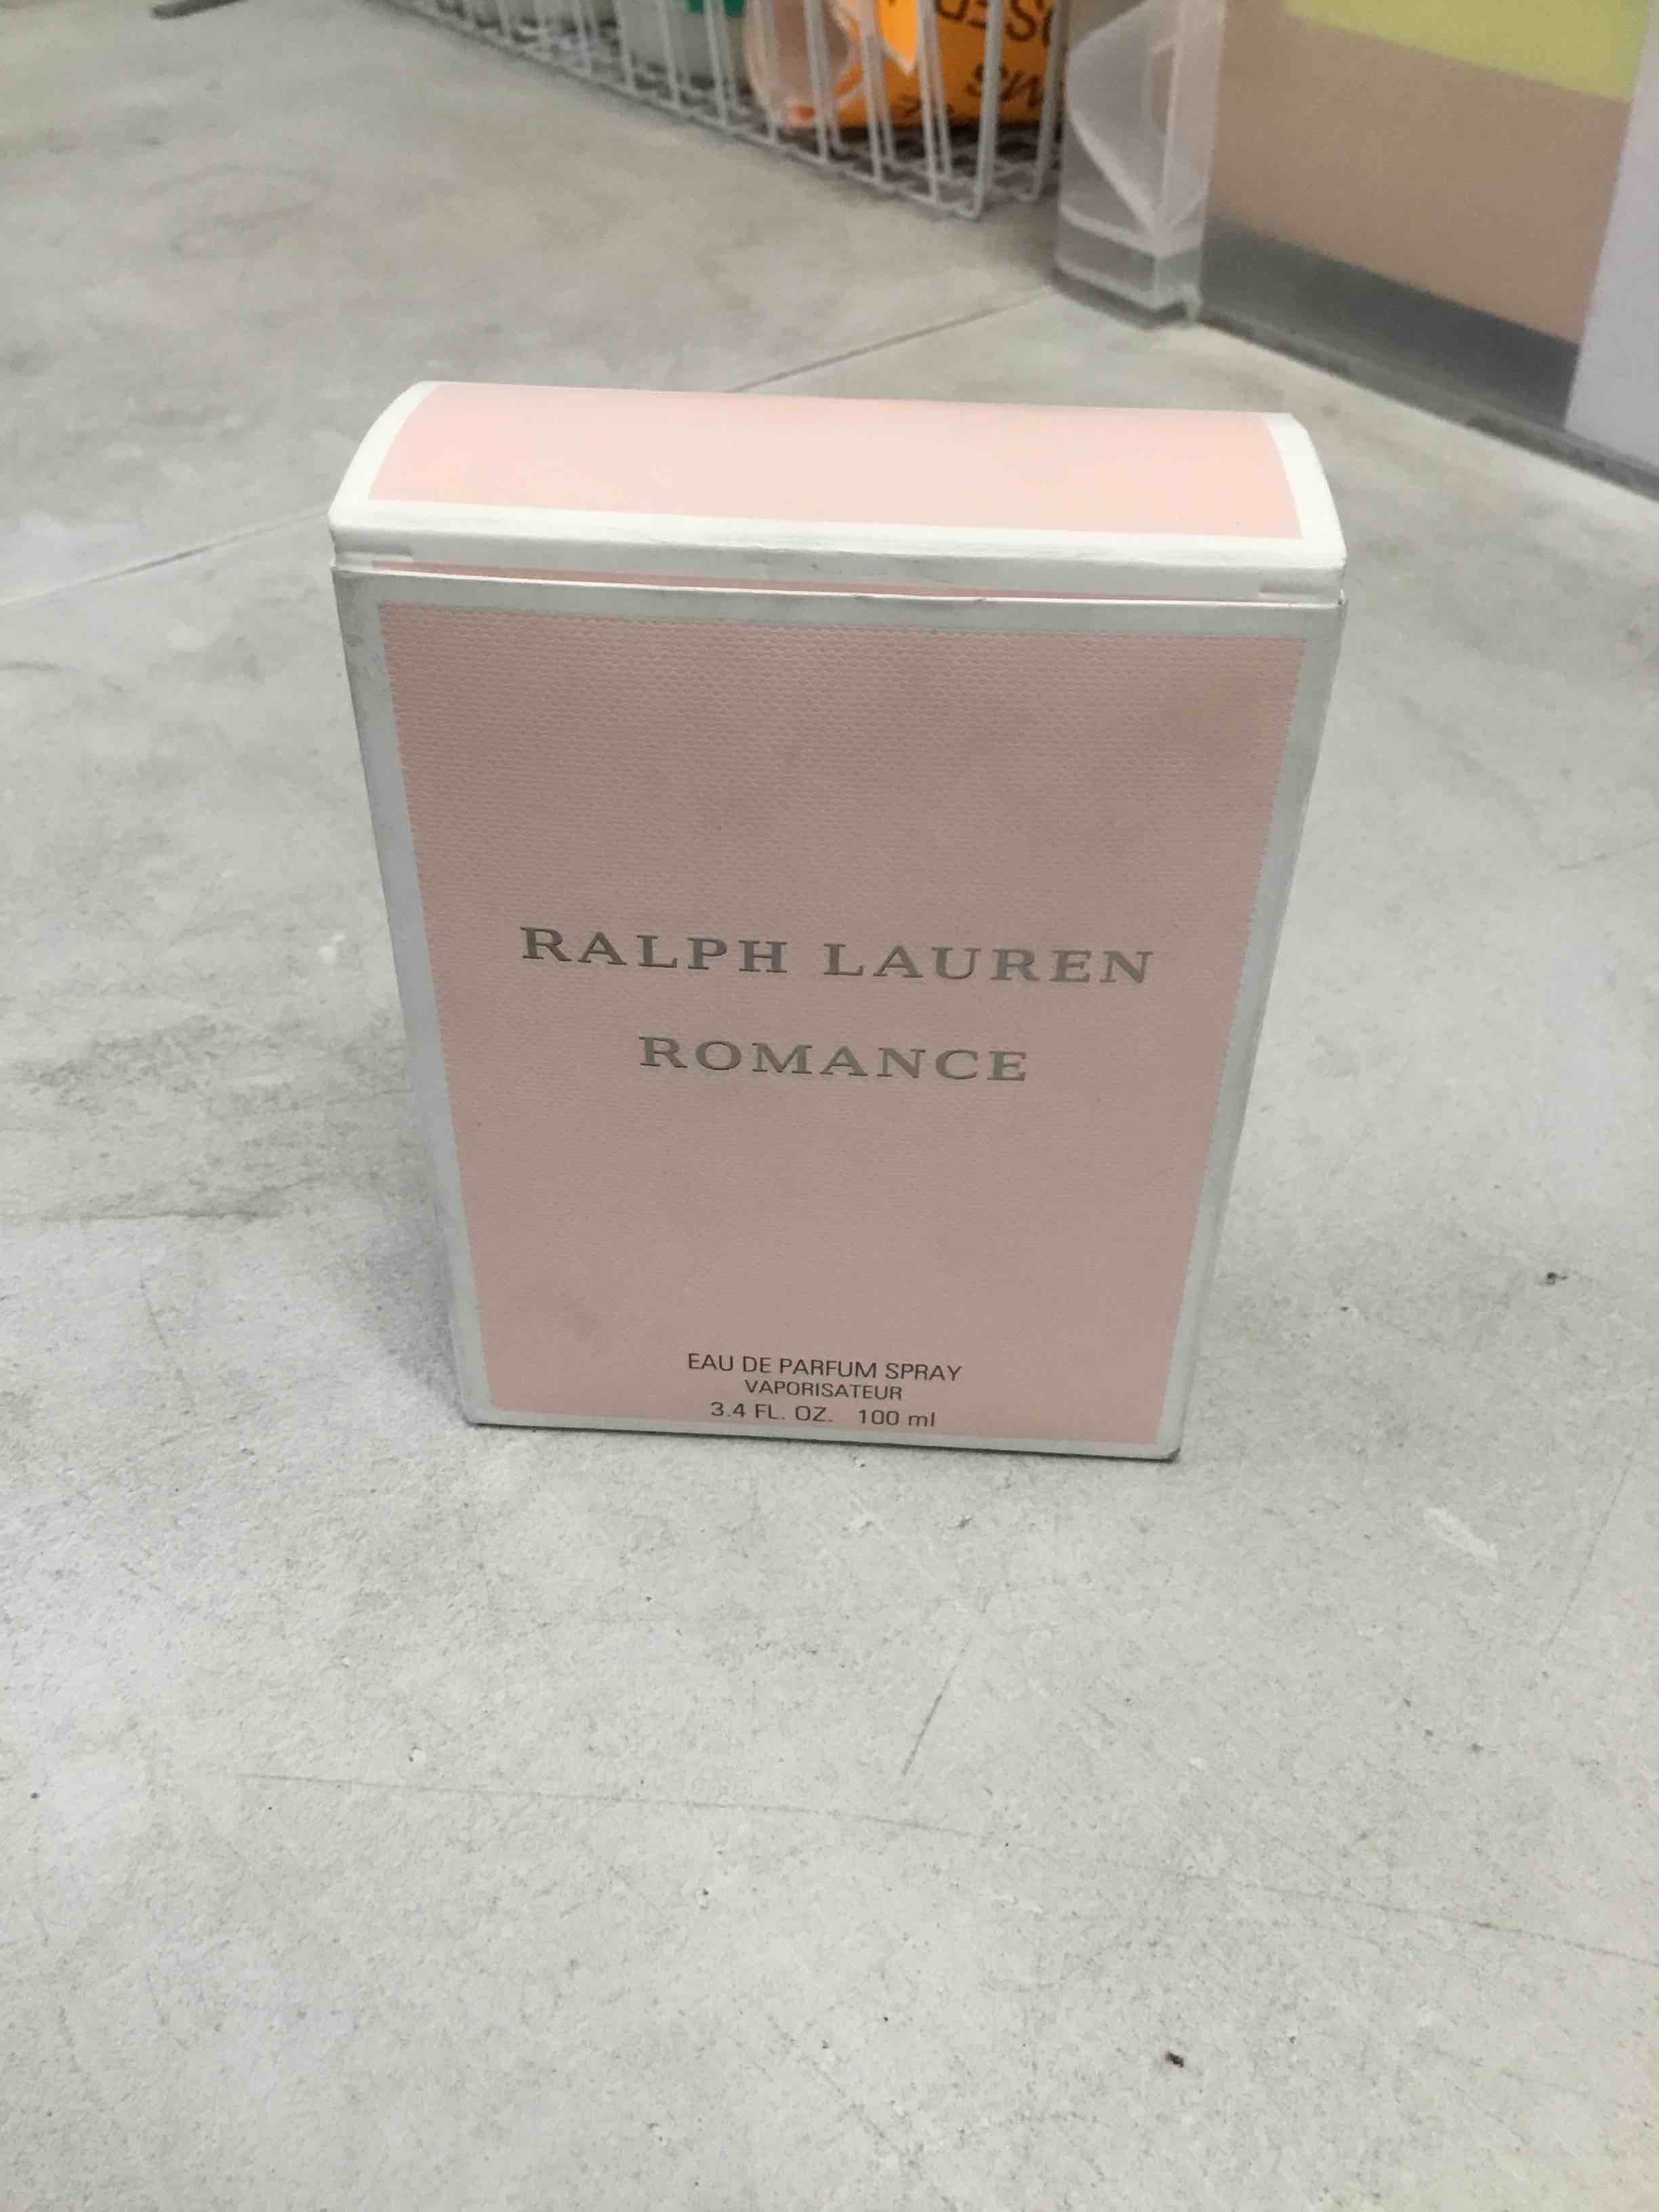 RALPH LAUREN
ROMANCE
EAU DE PARFUM SPRAY
VAPORISATEUR
3.4 FL. OZ. 100 ml